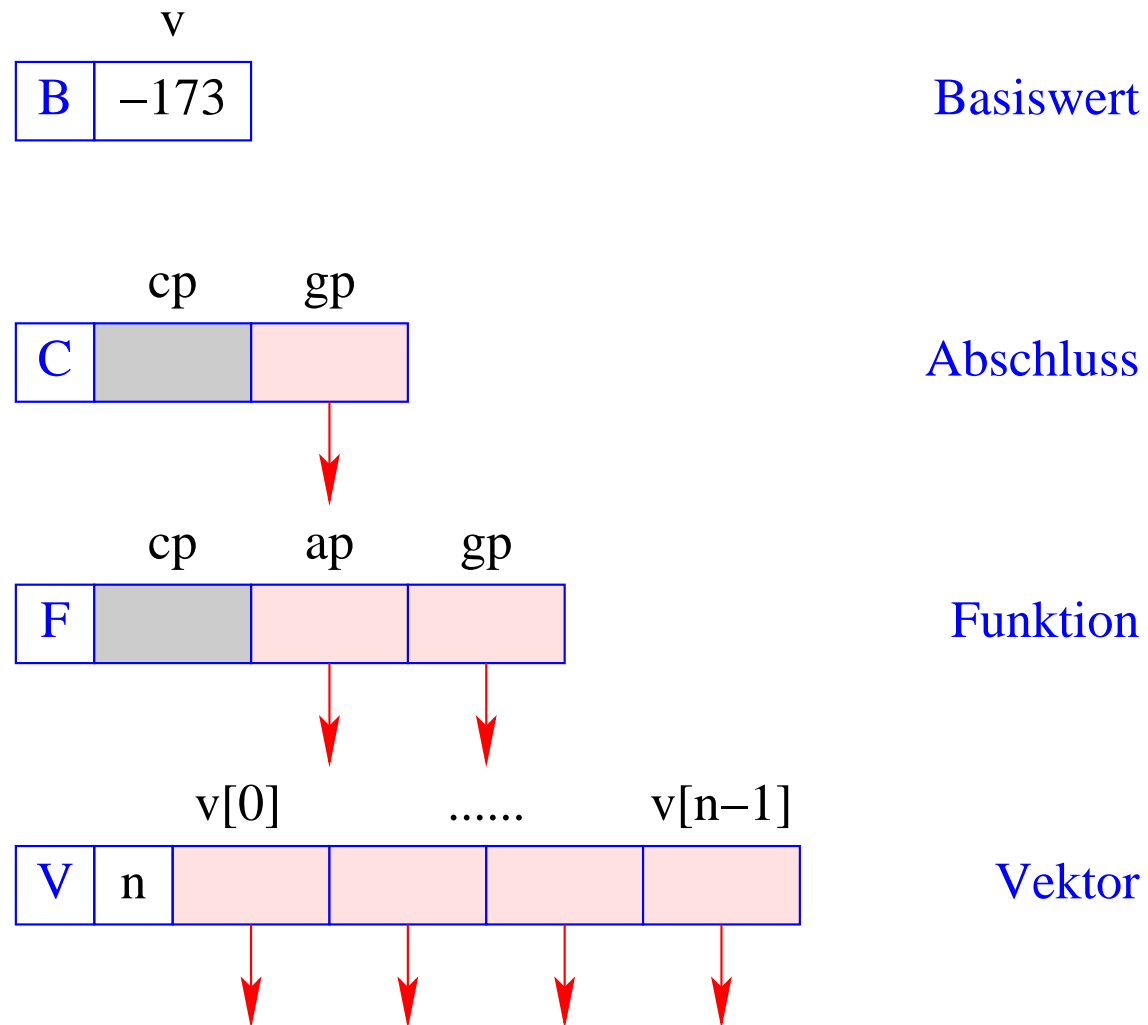 v
B –173 Basiswert
cp gp
C Abschluss
cp ap gp
F Funktion
v[0] ...... v[n–1]
V n Vektor